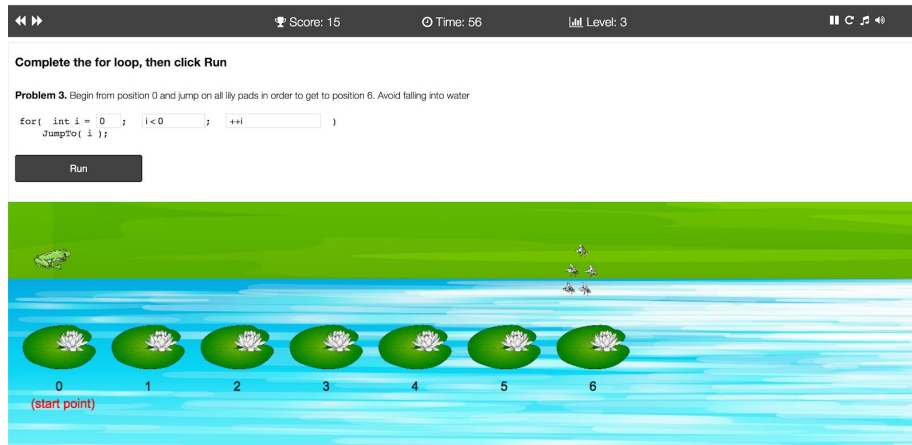 Score: 15 Time: 56 Level: 3
Complete the for loop, then click Run
Problem 3. Begin from position 0 and jump on all lily pads in order to get to position 6. Avoid falling into water
for( int i = 0 ; i < 0 ; ++i )
JumpTo( i );
Run
0 1 2 3 4 5 6
(start point)